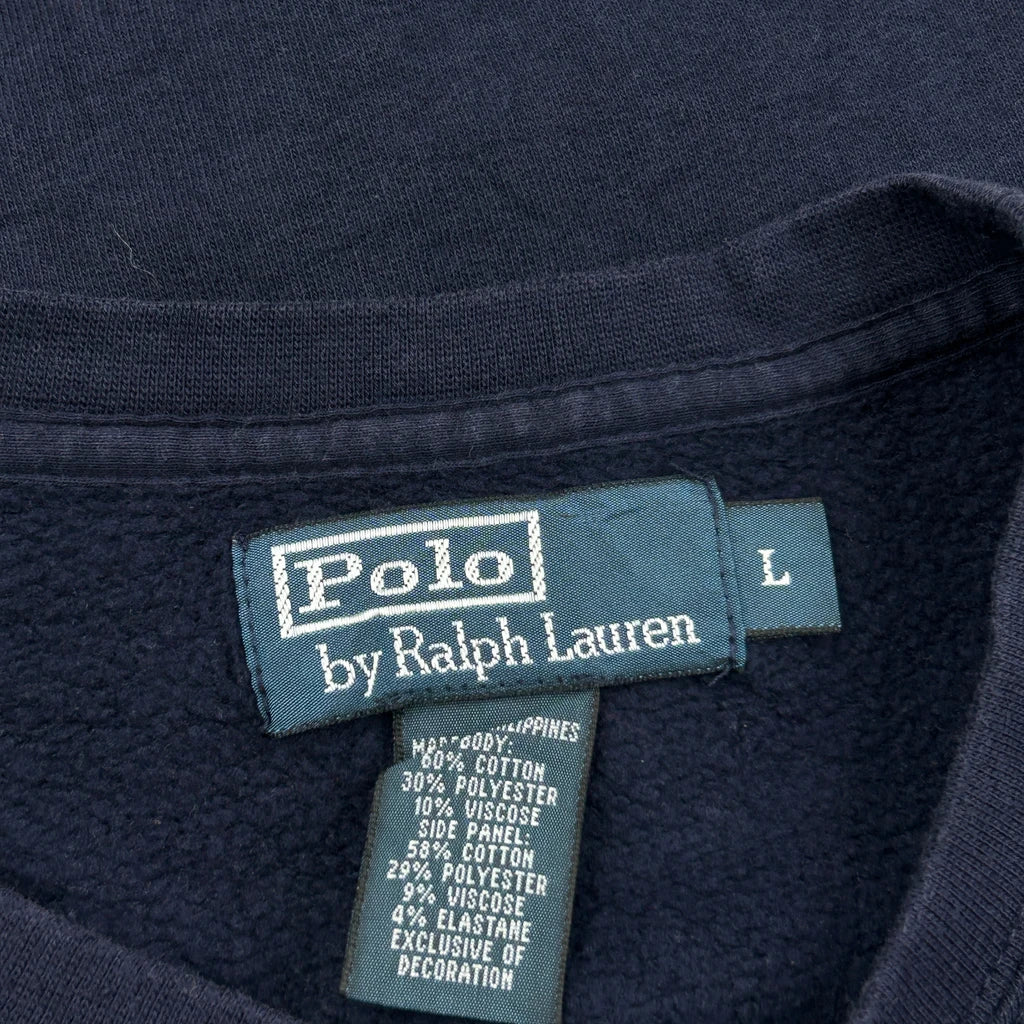 Polo
by Ralph Lauren
L
BODY:
60% COTTON
30% POLYESTER
10% VISCOSE
SIDE PANEL:
58% COTTON
29% POLYESTER
9% VISCOSE
4% ELASTANE
EXCLUSIVE OF
DECORATION